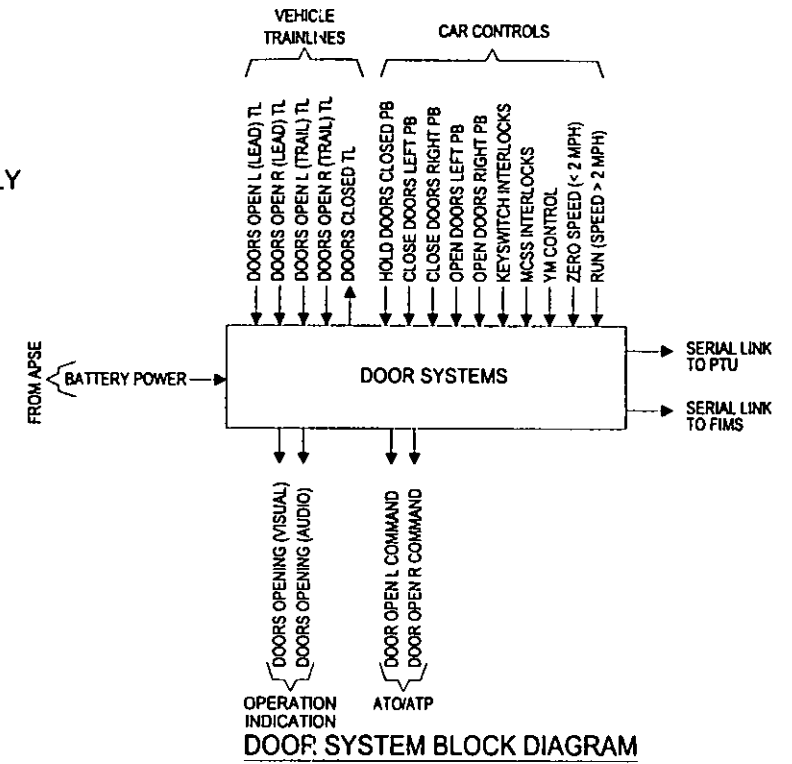 VEHICLE
TRAINLINES
CAR CONTROLS
DOORS OPEN L (LEAD) TL
DOORS OPEN R (LEAD) TL
DOORS OPEN L (TRAIL) TL
DOORS OPEN R (TRAIL) TL
DOORS CLOSED TL
HOLD DOORS CLOSED PB
CLOSE DOORS LEFT PB
CLOSE DOORS RIGHT PB
OPEN DOORS LEFT PB
OPEN DOORS RIGHT PB
KEYSWITCH INTERLOCKS
MCSS INTERLOCKS
YM CONTROL
ZERO SPEED (< 2 MPH)
RUN (SPEED > 2 MPH)
LY
FROM APSE
BATTERY POWER
DOOR SYSTEMS
SERIAL LINK
TO PTU
SERIAL LINK
TO FIMS
DOORS OPENING (VISUAL)
DOORS OPENING (AUDIO)
DOOR OPEN L COMMAND
DOOR OPEN R COMMAND
OPERATION
INDICATION
ATO/ATP
DOOR SYSTEM BLOCK DIAGRAM